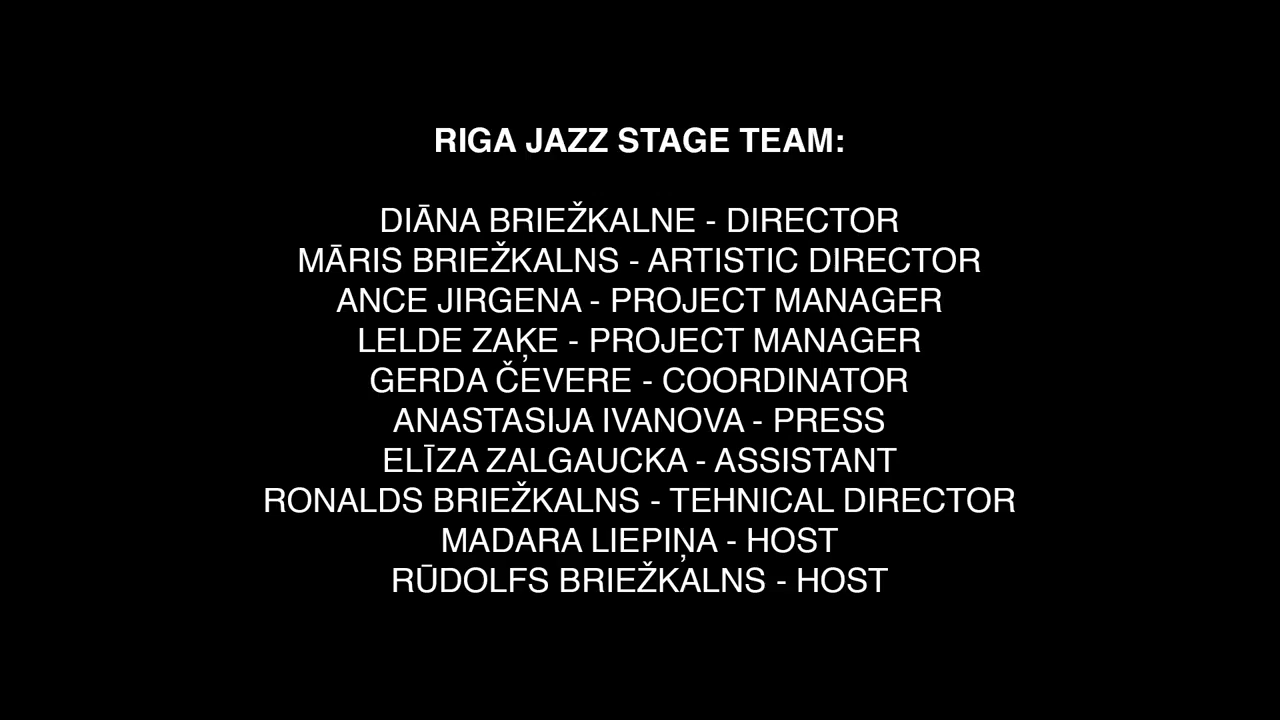 RIGA JAZZ STAGE TEAM:
DIĀNA BRIEŽKALNE - DIRECTOR
MĀRIS BRIEŽKALNS - ARTISTIC DIRECTOR
ANCE JIRGENA - PROJECT MANAGER
LELDE ZAĶE - PROJECT MANAGER
GERDA ČEVERE - COORDINATOR
ANASTASIJA IVANOVA - PRESS
ELĪZA ZALGAUCKA - ASSISTANT
RONALDS BRIEŽKALNS - TEHNICAL DIRECTOR
MADARA LIEPIŅA - HOST
RŪDOLFS BRIEŽKALNS - HOST